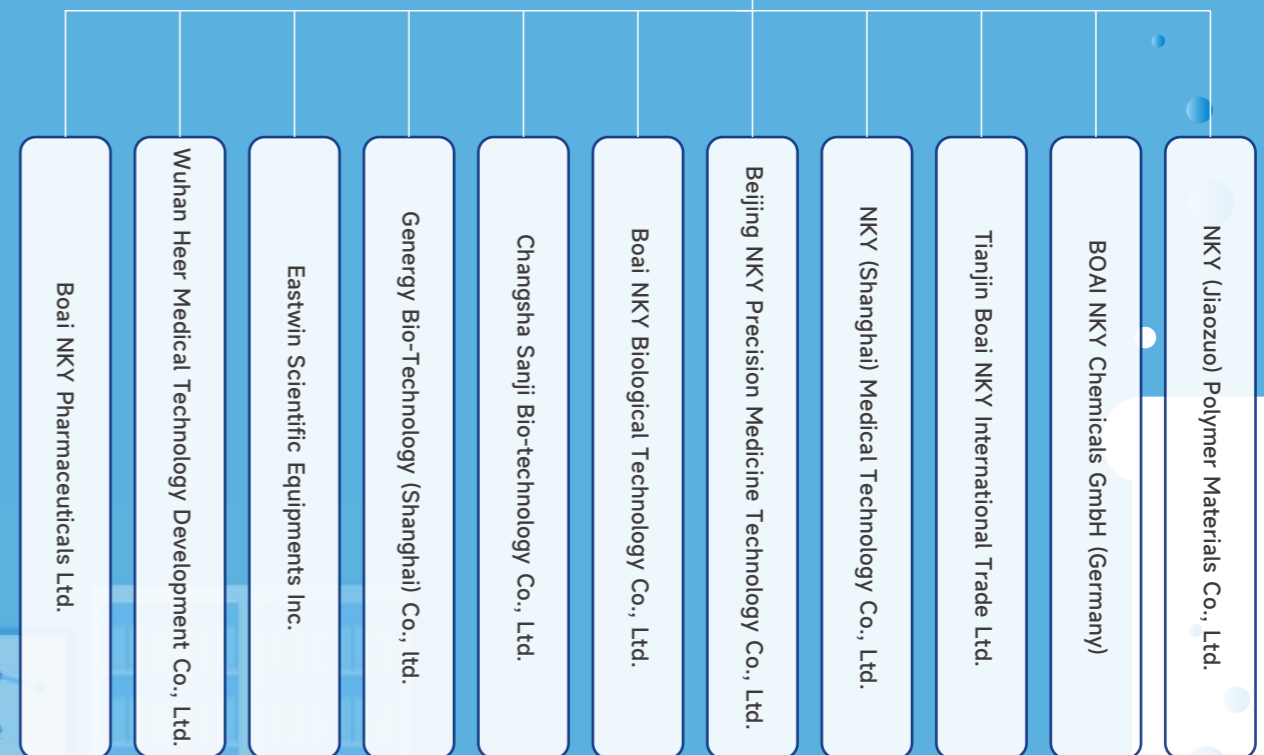 Boai NKY Pharmaceuticals Ltd.
Wuhan Heer Medical Technology Development Co., Ltd.
Eastwin Scientific Equipments Inc.
Genergy Bio-Technology (Shanghai) Co., ltd.
Changsha Sanji Bio-technology Co., Ltd.
Boai NKY Biological Technology Co., Ltd.
Beijing NKY Precision Medicine Technology Co., Ltd.
NKY (Shanghai) Medical Technology Co., Ltd.
Tianjin Boai NKY International Trade Ltd.
BOAI NKY Chemicals GmbH (Germany)
NKY (Jiaozuo) Polymer Materials Co., Ltd.